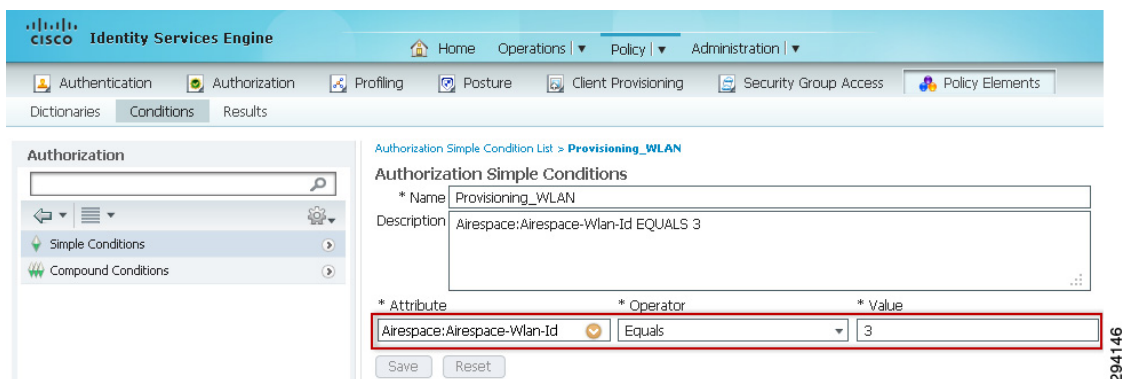 CISCO Identity Services Engine
Home Operations Policy Administration
Authentication Authorization Profiling Posture Client Provisioning Security Group Access Policy Elements
Dictionaries Conditions Results
Authorization
Simple Conditions
Compound Conditions
Authorization Simple Condition List > Provisioning_WLAN
Authorization Simple Conditions
* Name Provisioning_WLAN
Description Airespace:Airespace-Wlan-Id EQUALS 3
* Attribute * Operator * Value
Airespace:Airespace-Wlan-Id Equals 3
Save Reset
294146